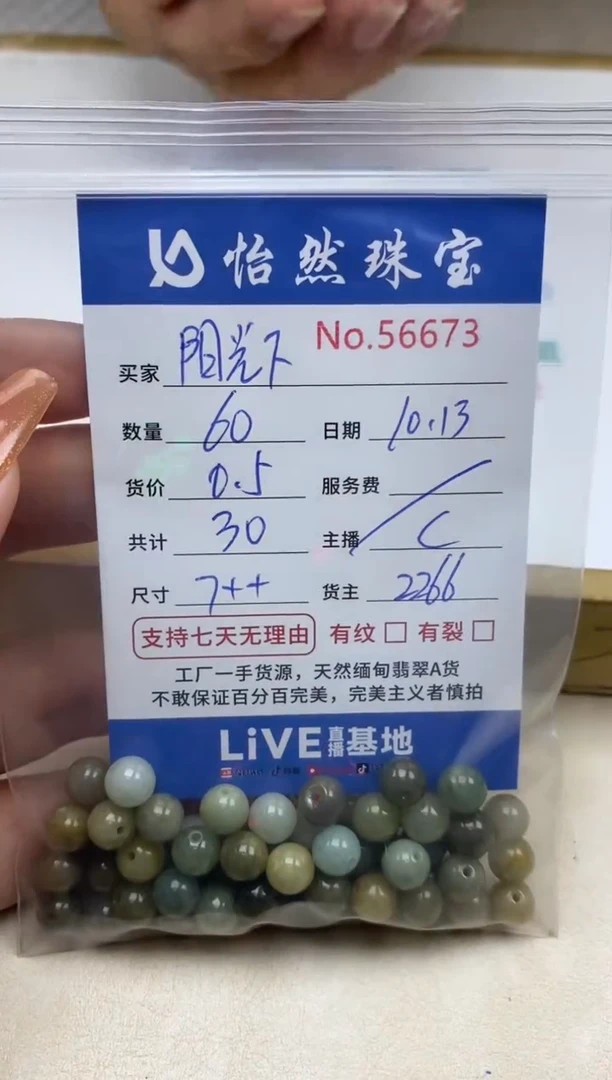 怡然珠宝
No.56673
买家 阳光下
数量 60 日期 10.13
货价 0.5 服务费
共计 30 主播 C
尺寸 7++ 货主 2266
支持七天无理由 有纹 有裂
工厂一手货源，天然缅甸翡翠A货
不敢保证百分百完美，完美主义者慎拍
LiVE直播基地